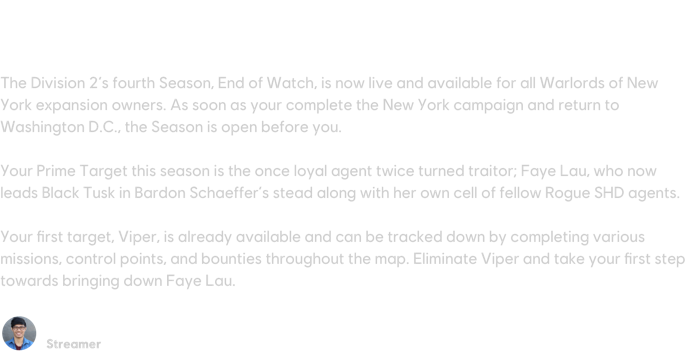 The Division 2's fourth Season, End of Watch, is now live and available for all Warlords of New
York expansion owners. As soon as your complete the New York campaign and return to
Washington D.C., the Season is open before you.
Your Prime Target this season is the once loyal agent twice turned traitor; Faye Lau, who now
leads Black Tusk in Bardon Schaeffer's stead along with her own cell of fellow Rogue SHD agents.
Your first target, Viper, is already available and can be tracked down by completing various
missions, control points, and bounties throughout the map. Eliminate Viper and take your first step
towards bringing down Faye Lau.
Streamer